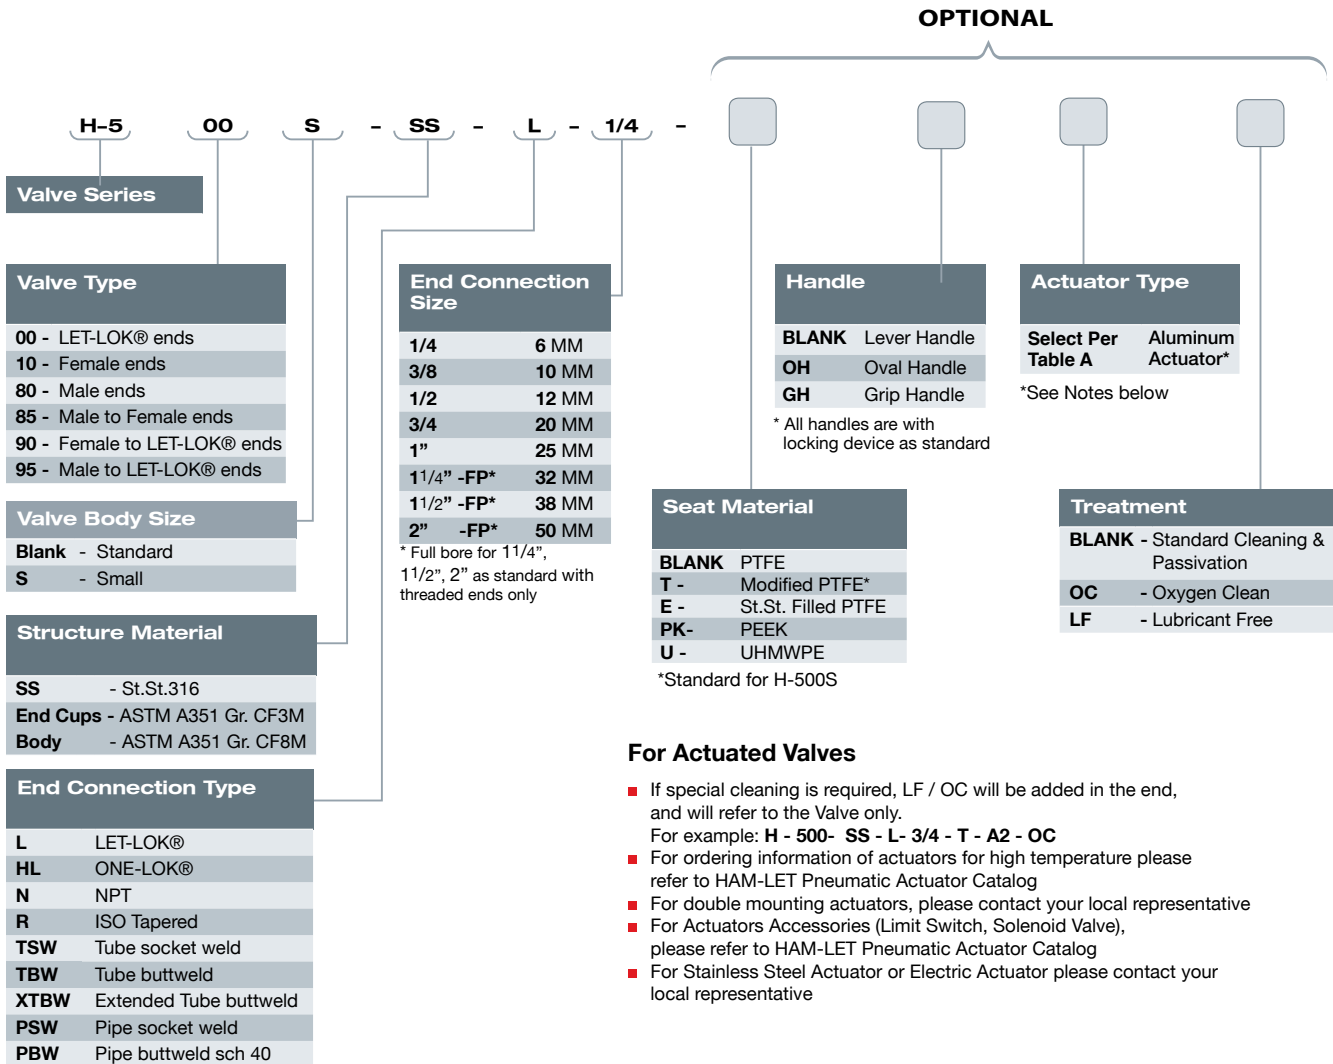 OPTIONAL
H-5 00 S - SS - L - 1/4 -
Valve Series
Valve Type
00 - LET-LOK® ends
10 - Female ends
80 - Male ends
85 - Male to Female ends
90 - Female to LET-LOK® ends
95 - Male to LET-LOK® ends
Valve Body Size
Blank - Standard
S - Small
Structure Material
SS - St.St.316
End Cups - ASTM A351 Gr. CF3M
Body - ASTM A351 Gr. CF8M
End Connection Type
L LET-LOK®
HL ONE-LOK®
N NPT
R ISO Tapered
TSW Tube socket weld
TBW Tube buttweld
XTBW Extended Tube buttweld
PSW Pipe socket weld
PBW Pipe buttweld sch 40
End Connection
Size
1/4 6 MM
3/8 10 MM
1/2 12 MM
3/4 20 MM
1” 25 MM
11/4” -FP* 32 MM
11/2” -FP* 38 MM
2” -FP* 50 MM
* Full bore for 11/4”,
11/2”, 2” as standard with
threaded ends only
Handle
BLANK Lever Handle
OH Oval Handle
GH Grip Handle
* All handles are with
locking device as standard
Actuator Type
Select Per Aluminum
Table A Actuator*
*See Notes below
Seat Material
BLANK PTFE
T - Modified PTFE*
E - St.St. Filled PTFE
PK- PEEK
U - UHMWPE
*Standard for H-500S
Treatment
BLANK - Standard Cleaning &
Passivation
OC - Oxygen Clean
LF - Lubricant Free
For Actuated Valves
If special cleaning is required, LF / OC will be added in the end,
and will refer to the Valve only.
For example: H - 500- SS - L- 3/4 - T - A2 - OC
For ordering information of actuators for high temperature please
refer to HAM-LET Pneumatic Actuator Catalog
For double mounting actuators, please contact your local representative
For Actuators Accessories (Limit Switch, Solenoid Valve),
please refer to HAM-LET Pneumatic Actuator Catalog
For Stainless Steel Actuator or Electric Actuator please contact your
local representative